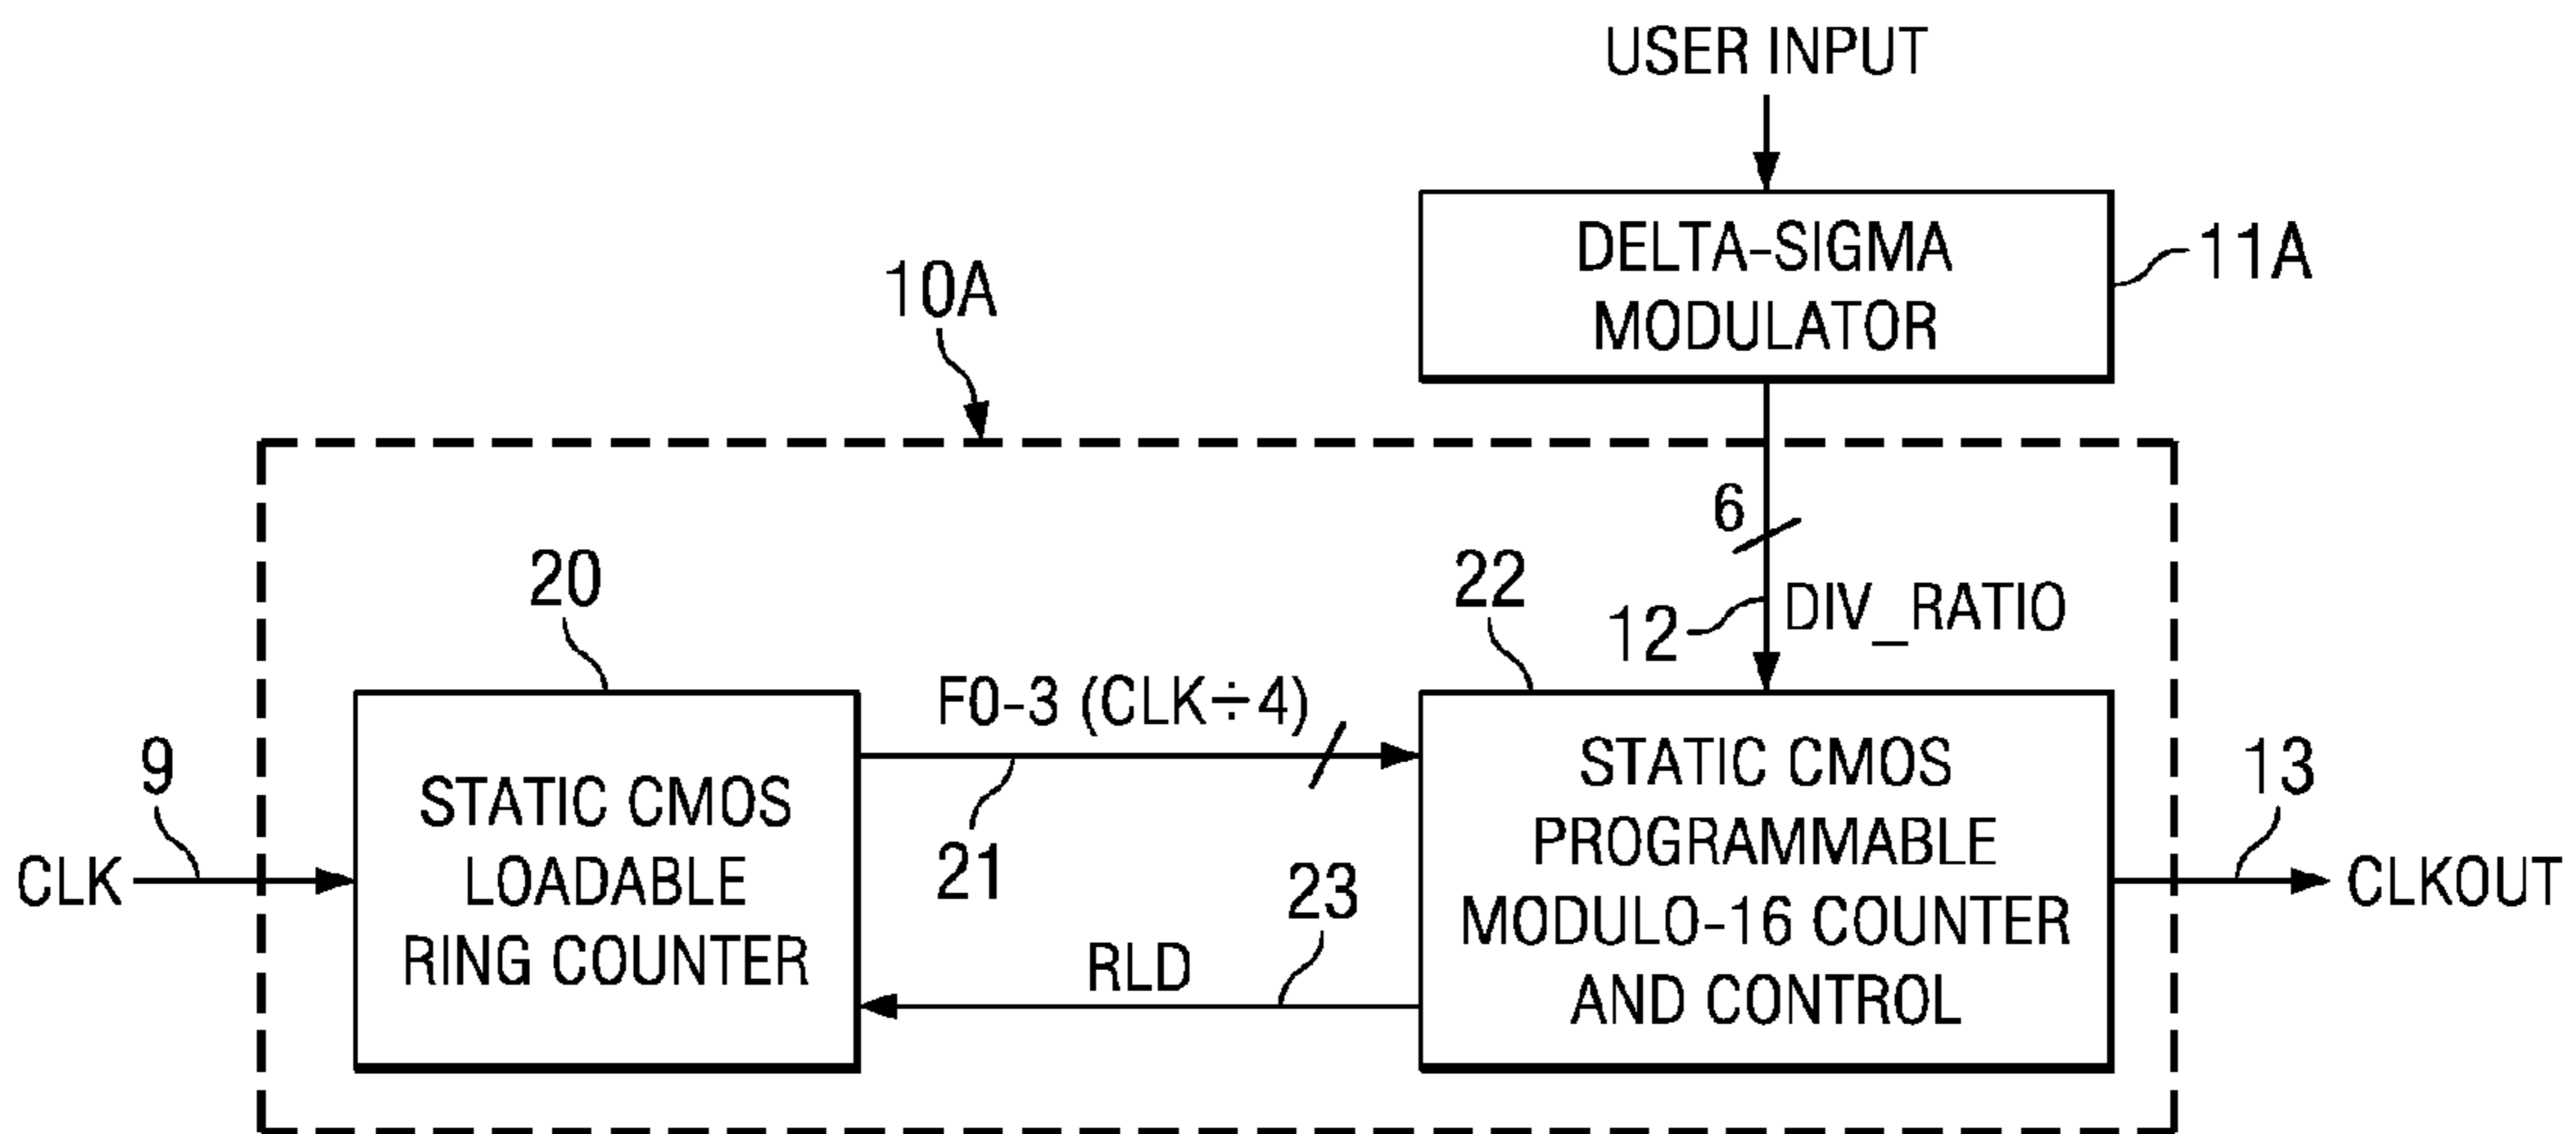 USER INPUT
DELTA-SIGMA
MODULATOR
11A
10A
6
12
DIV_RATIO
20
22
F0-3 (CLK÷4)
21
RLD
23
9
CLK
STATIC CMOS
LOADABLE
RING COUNTER
STATIC CMOS
PROGRAMMABLE
MODULO-16 COUNTER
AND CONTROL
13
CLKOUT